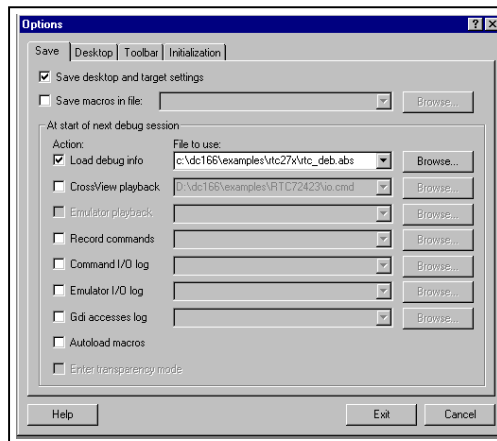 Options
Save Desktop Toolbar Initialization
Save desktop and target settings
Save macros in file: Browse...
At start of next debug session
Action: File to use:
Load debug info c:\dc166\examples\rtc27x\rtc_deb.abs Browse...
CrossView playback D:\dc166\examples\RTC72423\io.cmd Browse...
Emulator playback Browse...
Record commands Browse...
Command I/O log Browse...
Emulator I/O log Browse...
Gdi accesses log Browse...
Autoload macros
Enter transparency mode
Help Exit Cancel